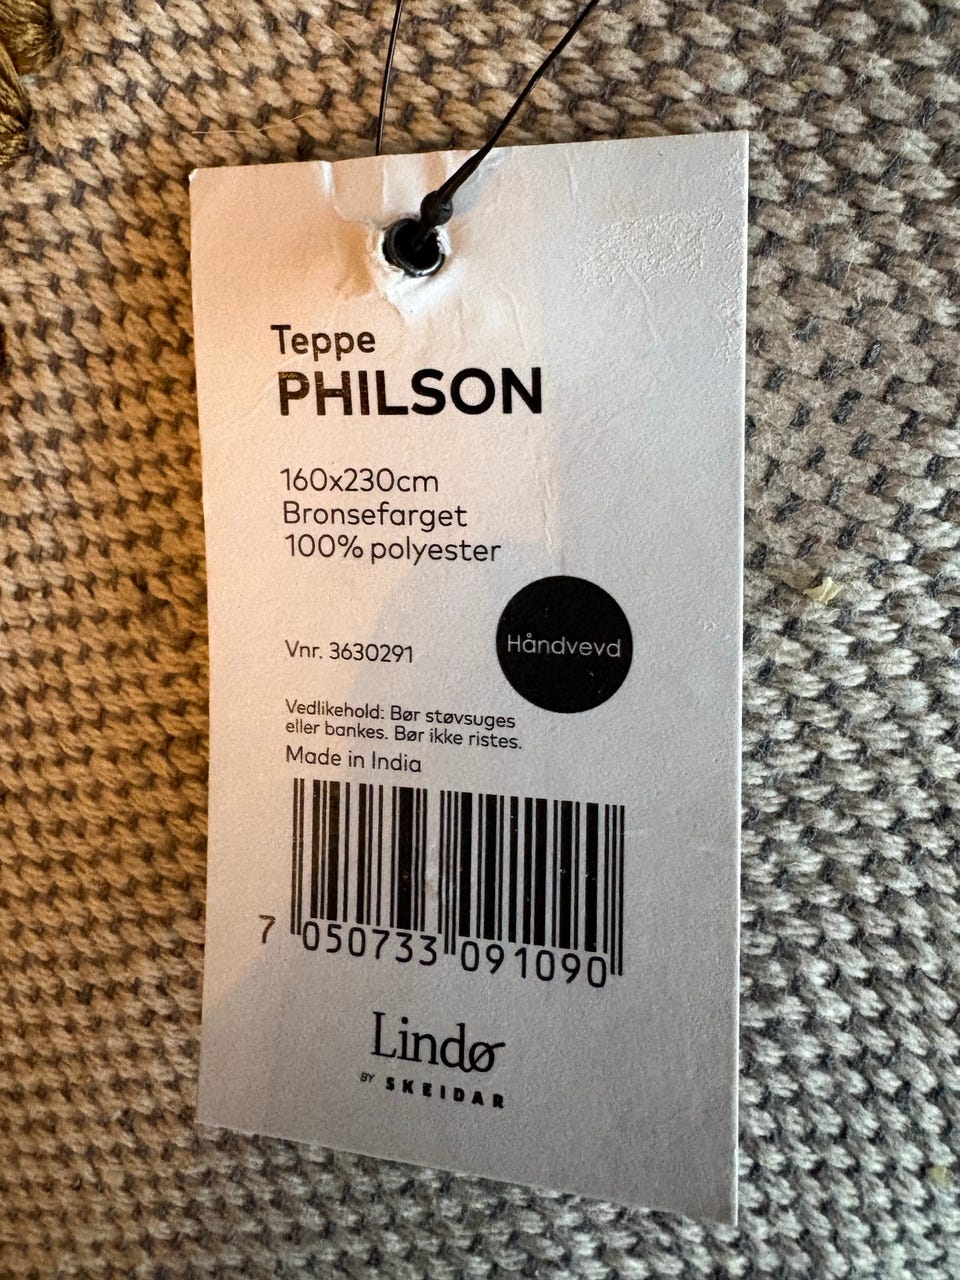 Teppe
PHILSON
160x230cm
Bronsefarget
100% polyester
Håndvevd
Vnr. 3630291
Vedlikehold: Bør støvsuges
eller bankes. Bør ikke ristes.
Made in India
7 050733 091090
Lindø
BY SKEIDAR